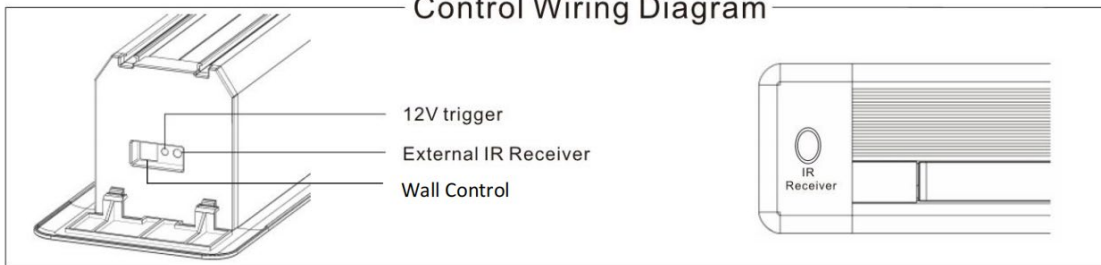 Control Wiring Diagram
12V trigger
External IR Receiver
Wall Control
IR
Receiver